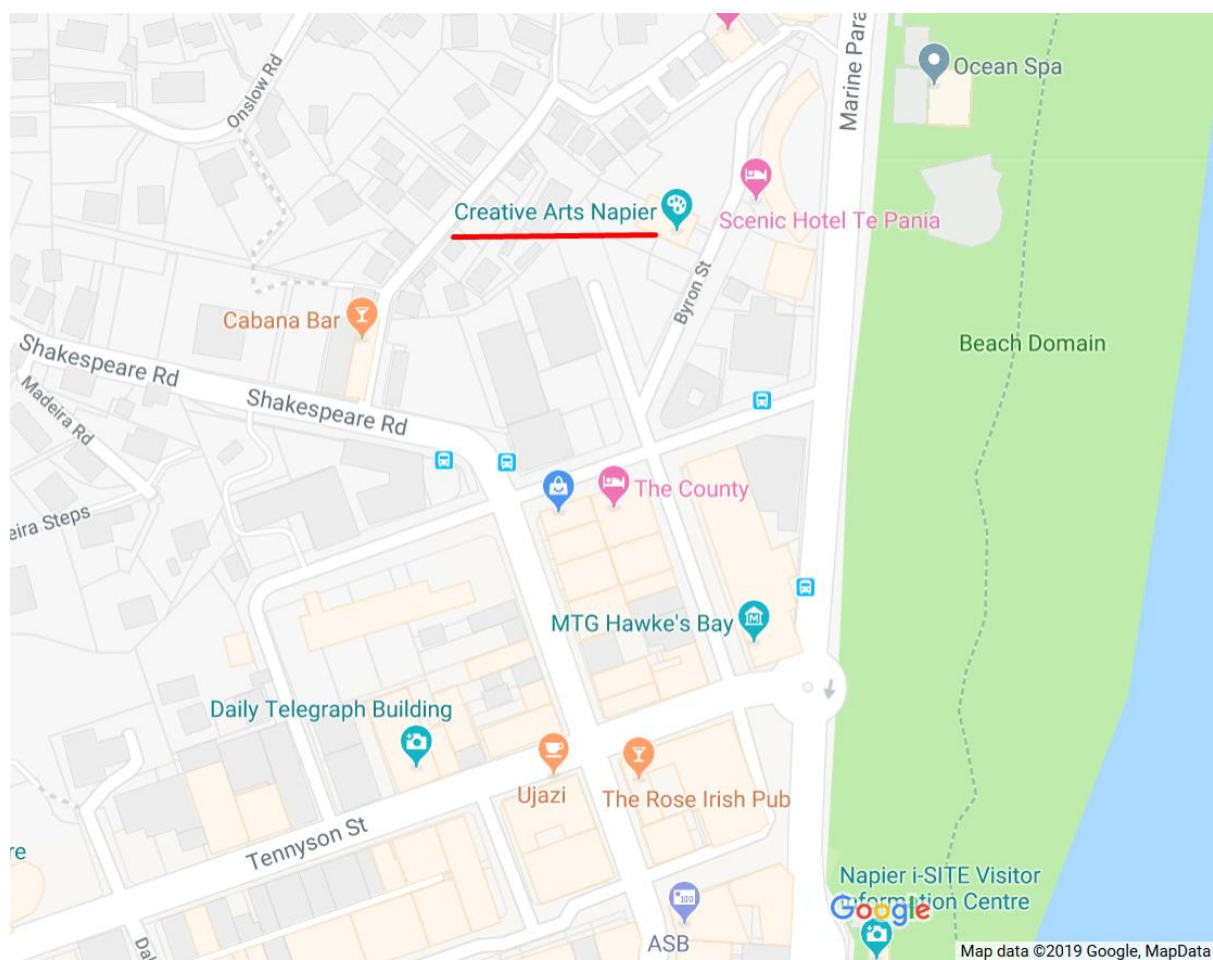 Onslow Rd
Marine Para
Ocean Spa
Creative Arts Napier
Scenic Hotel Te Pania
Byron St
Cabana Bar
Beach Domain
Shakespeare Rd
Madeira Rd
Shakespeare Rd
The County
eira Steps
MTG Hawke's Bay
Daily Telegraph Building
Ujazi
The Rose Irish Pub
Tennyson St
re
Napier i-SITE Visitor
Information Centre
Google
100
ASB
Dal
Map data ©2019 Google, MapData